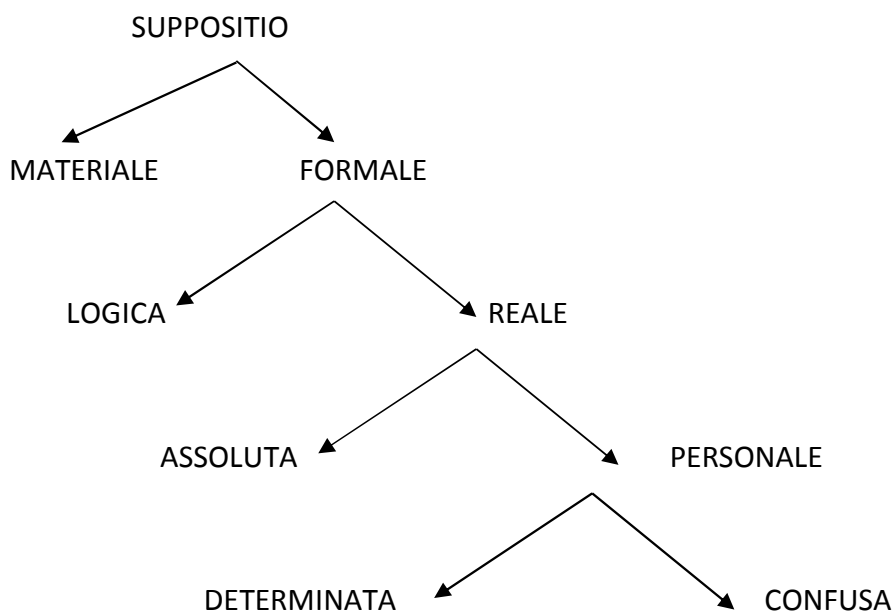 SUPPOSITIO
MATERIALE FORMALE
LOGICA REALE
ASSOLUTA PERSONALE
DETERMINATA CONFUSA